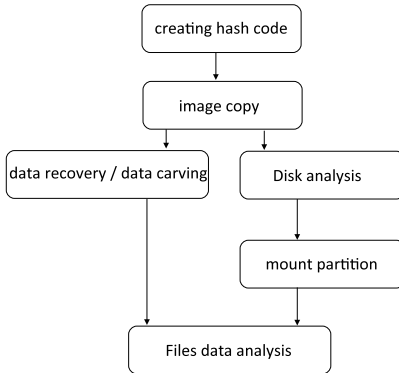 creating hash code
image copy
data recovery / data carving
Disk analysis
mount partition
Files data analysis